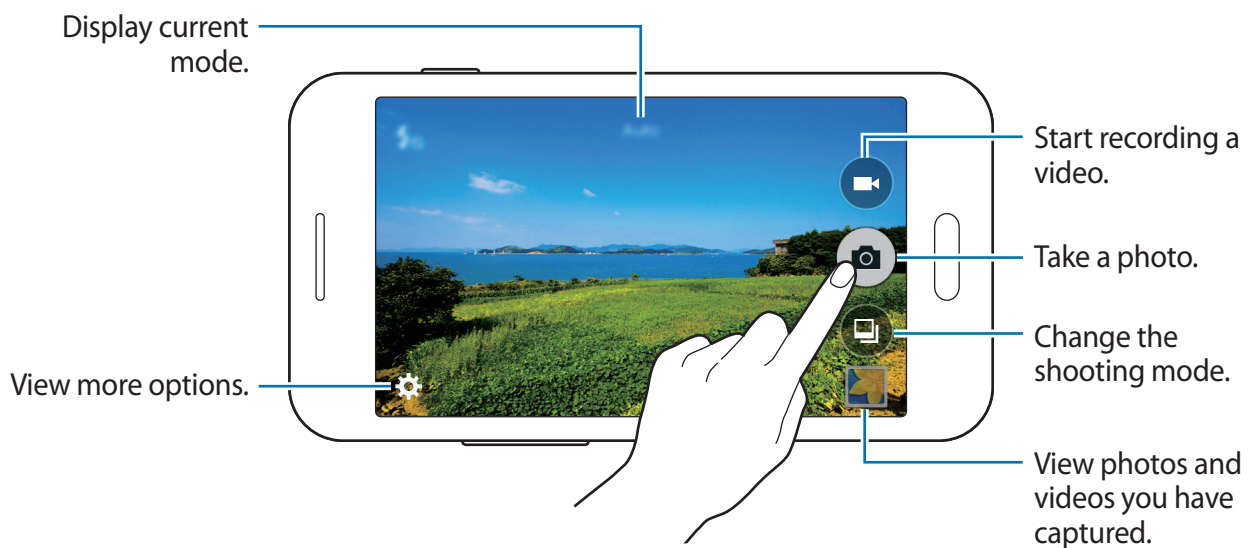 Display current
mode.
Start recording a
video.
Take a photo.
Change the
shooting mode.
View more options.
View photos and
videos you have
captured.